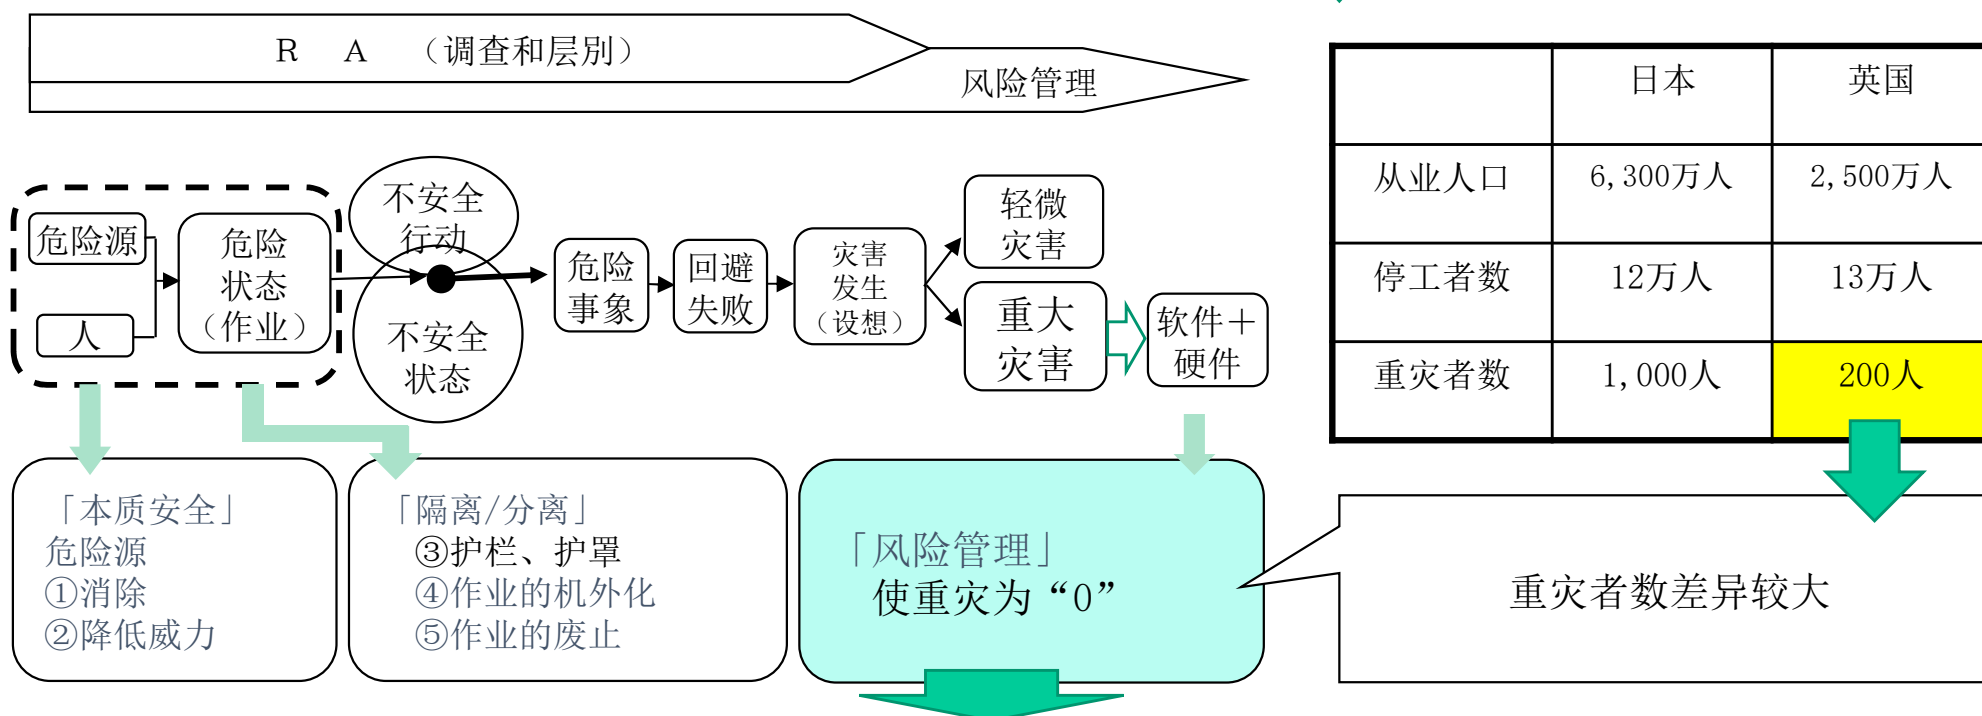 R A （调查和层別）
风险管理
危险源
人
危险
状态
（作业）
不安全
行动
不安全
状态
危险
事象
回避
失败
灾害
发生
（设想）
轻微
灾害
重大
灾害
软件＋
硬件
「本质安全」
危险源
①消除
②降低威力
「隔离/分离」
③护栏、护罩
④作业的机外化
⑤作业的废止
「风险管理」
使重灾为“0”
日本 英国
从业人口 6,300万人 2,500万人
停工者数 12万人 13万人
重灾者数 1,000人 200人
重灾者数差异较大